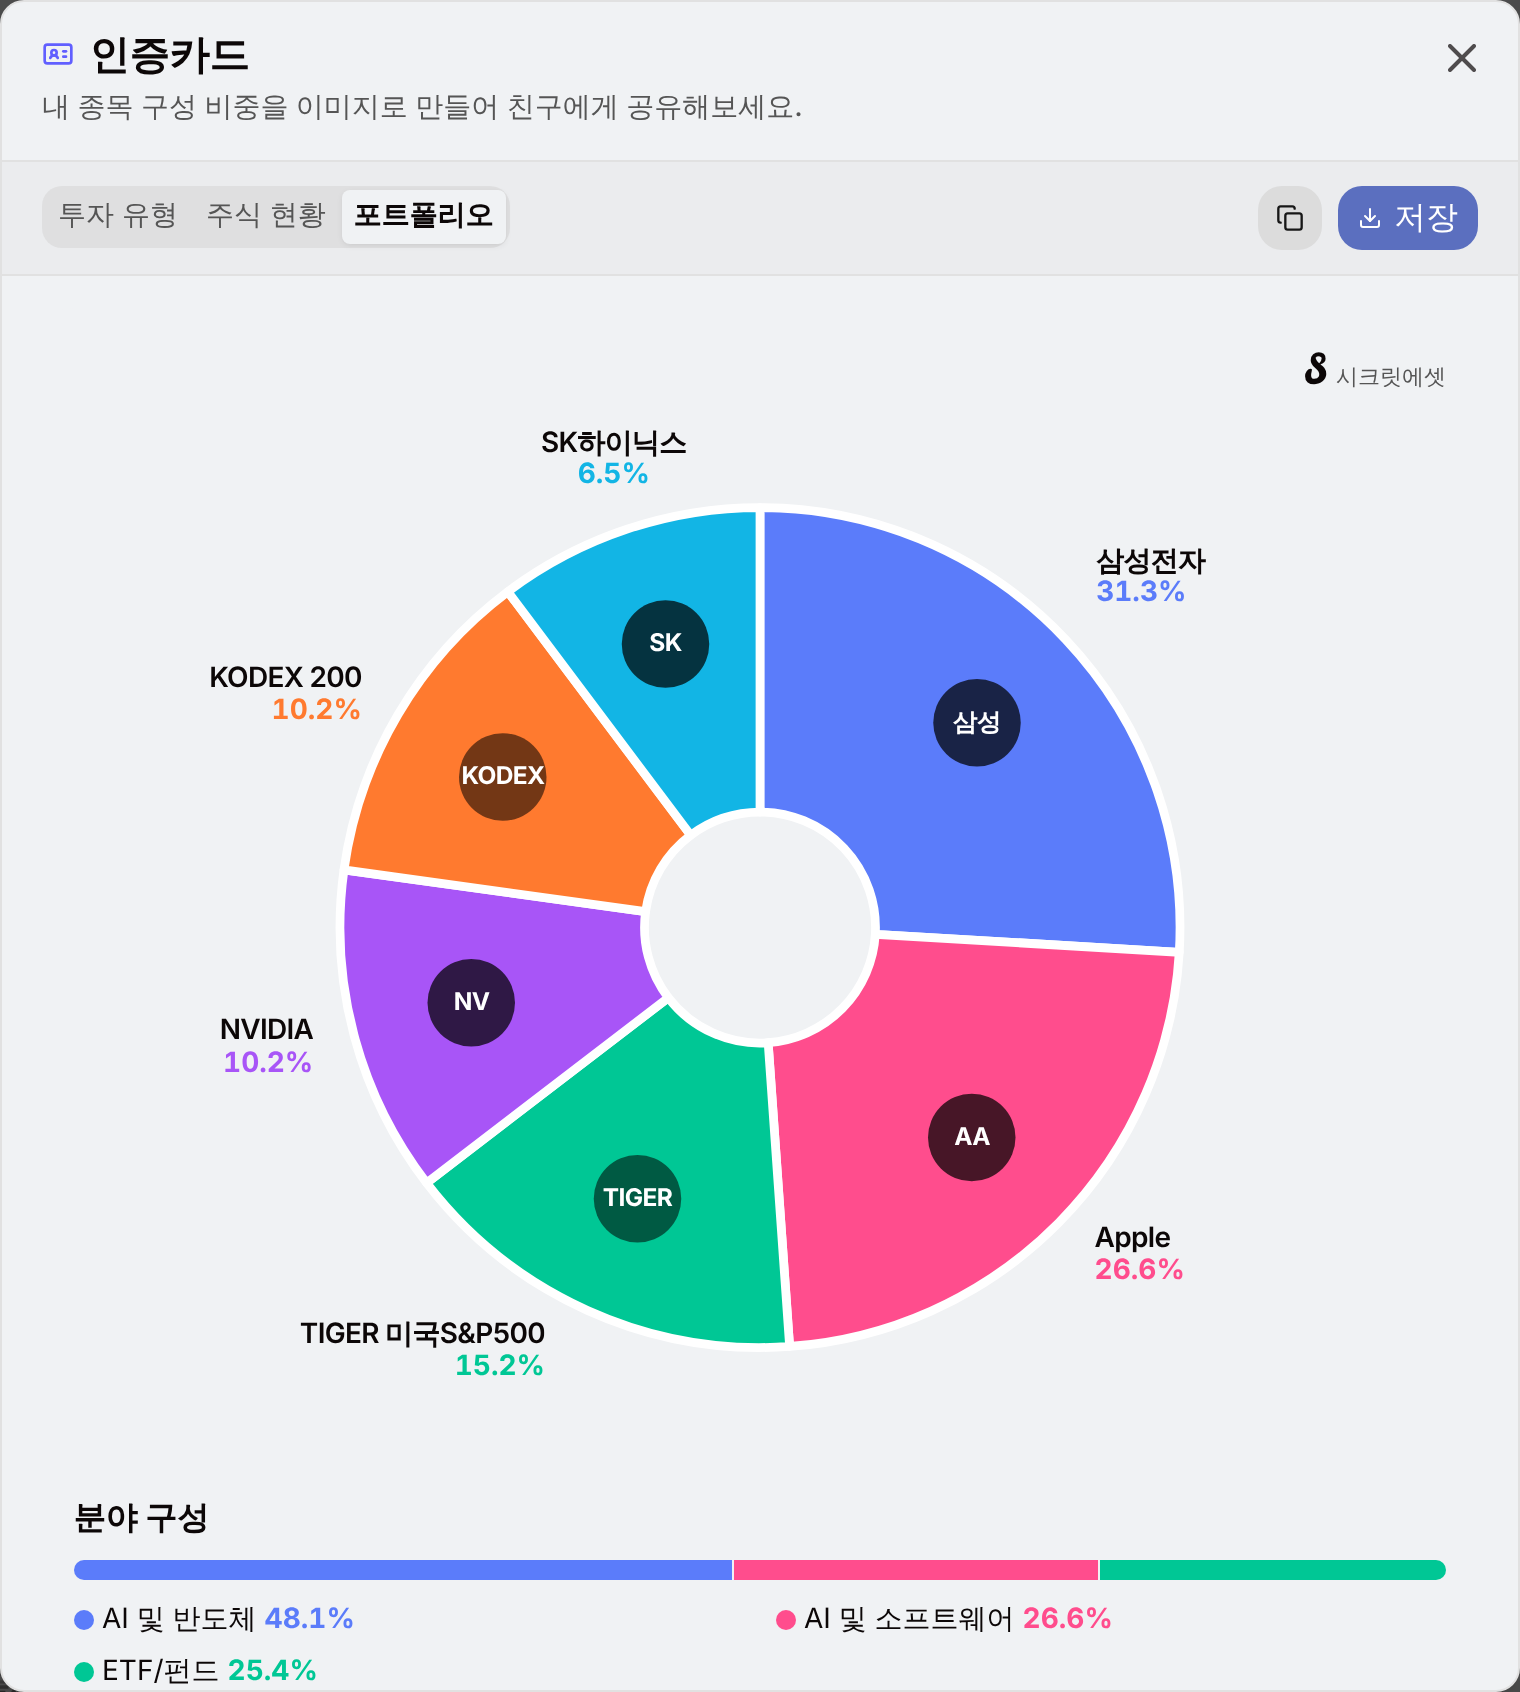 인증카드
내 종목 구성 비중을 이미지로 만들어 친구에게 공유해보세요.
투자 유형 주식 현황 포트폴리오
저장
S 시크릿에셋
SK하이닉스
6.5%
삼성전자
31.3%
SK
KODEX 200
10.2%
삼성
KODEX
NV
NVIDIA
10.2%
AA
TIGER
Apple
26.6%
TIGER 미국S&P500
15.2%
분야 구성
AI 및 반도체 48.1%
AI 및 소프트웨어 26.6%
ETF/펀드 25.4%